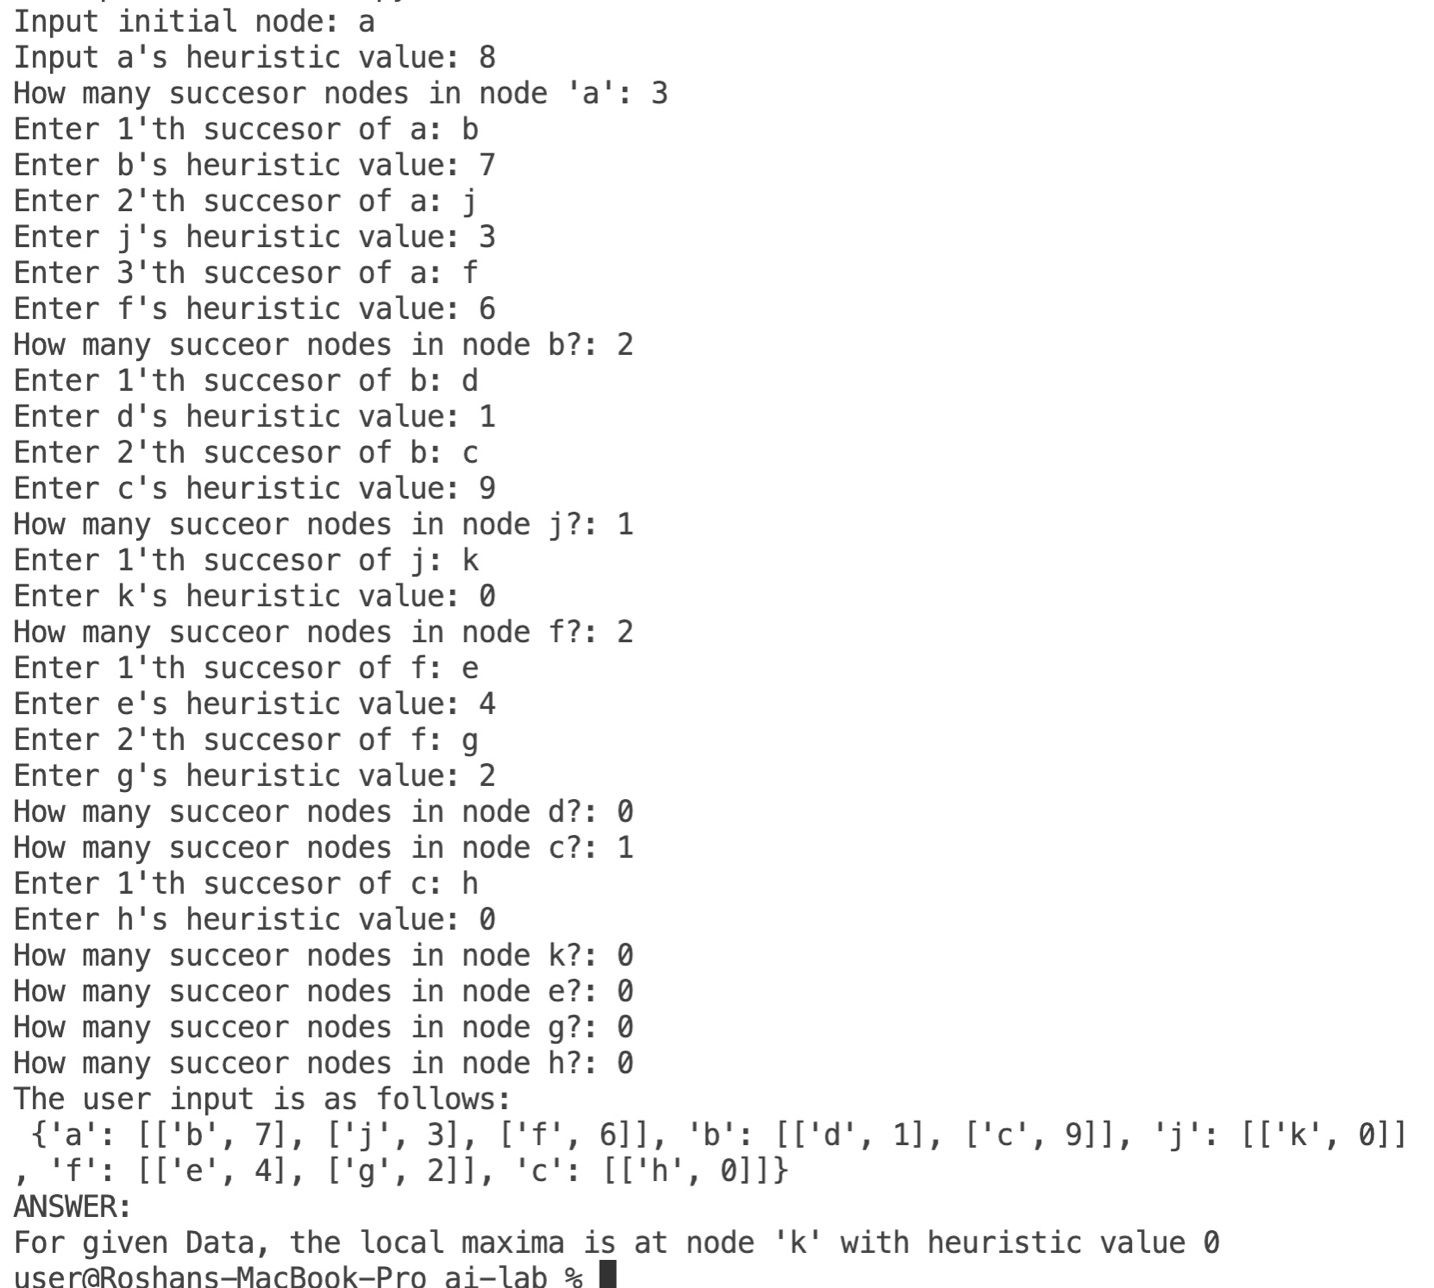 Input initial node: a
Input a's heuristic value: 8
How many succesor nodes in node 'a': 3
Enter 1'th succesor of a: b
Enter b's heuristic value: 7
Enter 2'th succesor of a: j
Enter j's heuristic value: 3
Enter 3'th succesor of a: f
Enter f's heuristic value: 6
How many succeor nodes in node b?: 2
Enter 1'th succesor of b: d
Enter d's heuristic value: 1
Enter 2'th succesor of b: c
Enter c's heuristic value: 9
How many succeor nodes in node j?: 1
Enter 1'th succesor of j: k
Enter k's heuristic value: 0
How many succeor nodes in node f?: 2
Enter 1'th succesor of f: e
Enter e's heuristic value: 4
Enter 2'th succesor of f: g
Enter g's heuristic value: 2
How many succeor nodes in node d?: 0
How many succeor nodes in node c?: 1
Enter 1'th succesor of c: h
Enter h's heuristic value: 0
How many succeor nodes in node k?: 0
How many succeor nodes in node e?: 0
How many succeor nodes in node g?: 0
How many succeor nodes in node h?: 0
The user input is as follows:
 {'a': [['b', 7], ['j', 3], ['f', 6]], 'b': [['d', 1], ['c', 9]], 'j': [['k', 0]]
, 'f': [['e', 4], ['g', 2]], 'c': [['h', 0]]}
ANSWER:
For given Data, the local maxima is at node 'k' with heuristic value 0
user@Roshans-MacBook-Pro ai-lab %